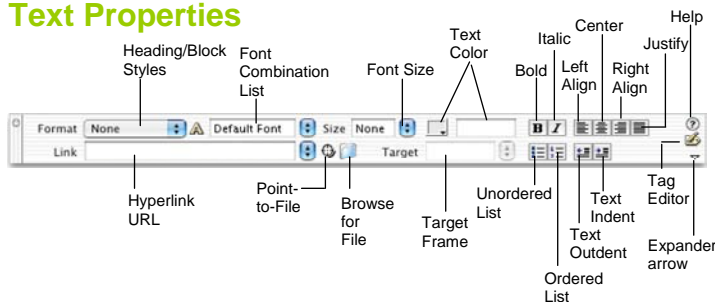 Text Properties
Heading/Block
Styles
Font
Combination
List
Font Size
Text
Color
Bold
Italic
Center
Left
Align
Right
Align
Justify
Help
Format
None
Default Font
Size
None
B
I
?
Link
Target
Hyperlink
URL
Point-
to-File
Browse
for
File
Target
Frame
Unordered
List
Ordered
List
Text
Outdent
Text
Indent
Tag
Editor
Expander
arrow